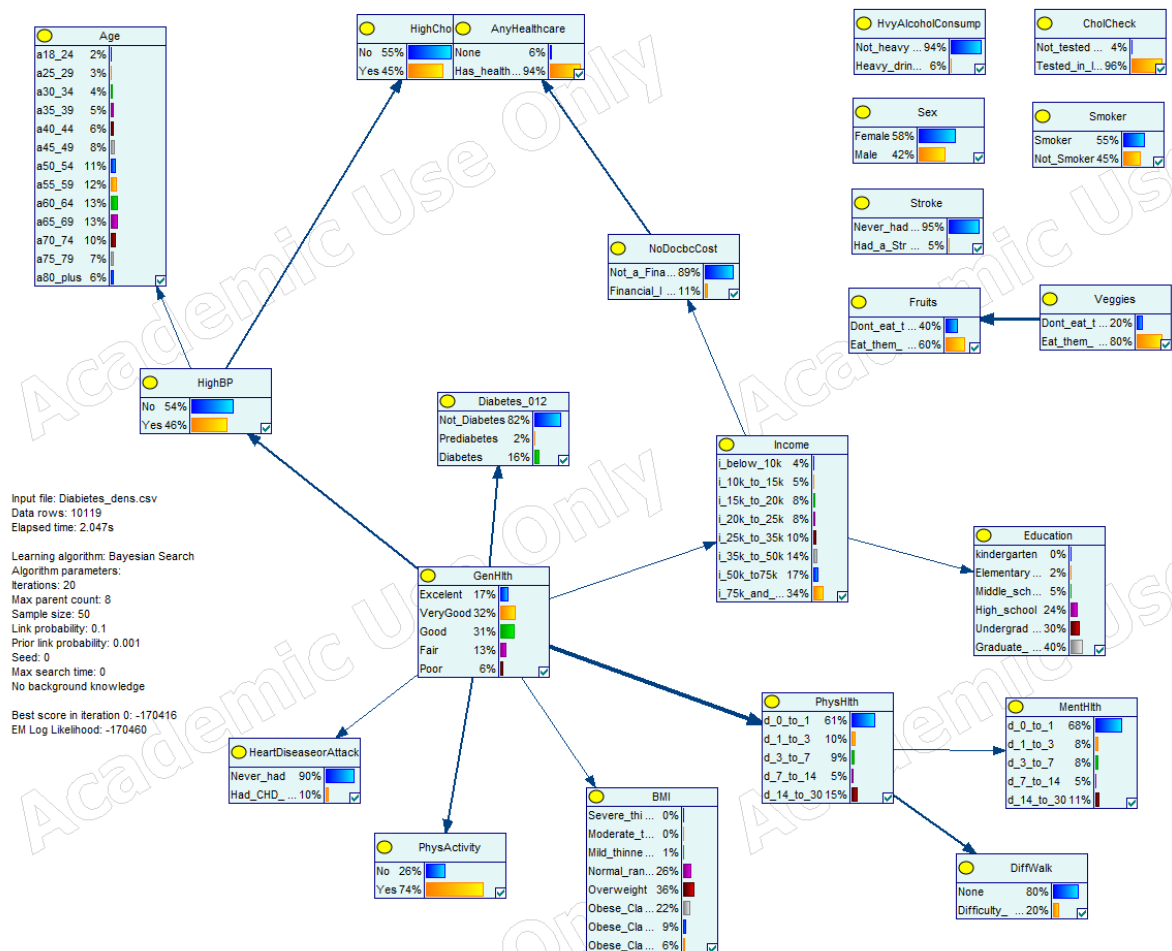 Age
a18_24 2%
a25_29 3%
a30_34 4%
a35_39 5%
a40_44 6%
a45_49 8%
a50_54 11%
a55_59 12%
a60_64 13%
a65_69 13%
a70_74 10%
a75_79 7%
a80_plus 6%
HighCho
No 55%
Yes 45%
AnyHealthcare
None 6%
Has_health... 94%
HvyAlcoholConsump
Not_heavy ... 94%
Heavy_drin... 6%
CholCheck
Not_tested ... 4%
Tested_in_l... 96%
Sex
Female 58%
Male 42%
Smoker
Smoker 55%
Not_Smoker 45%
Stroke
Never_had ... 95%
Had_a_Str ... 5%
NoDocbcCost
Not_a_Fina... 89%
Financial_I ... 11%
Fruits
Dont_eat_t ... 40%
Eat_them_ ... 60%
Veggies
Dont_eat_t ... 20%
Eat_them_ ... 80%
HighBP
No 54%
Yes 46%
Diabetes_012
Not_Diabetes 82%
Prediabetes 2%
Diabetes 16%
Income
i_below_10k 4%
i_10k_to_15k 5%
i_15k_to_20k 8%
i_20k_to_25k 8%
i_25k_to_35k 10%
i_35k_to_50k 14%
i_50k_to75k 17%
i_75k_and_... 34%
Input file: Diabietes_dens.csv
Data rows: 10119
Elapsed time: 2.047s
Learning algorithm: Bayesian Search
Algorithm parameters:
Iterations: 20
Max parent count: 8
Sample size: 50
Link probability: 0.1
Prior link probability: 0.001
Seed: 0
Max search time: 0
No background knowledge
Best score in iteration 0: -170416
EM Log Likelihood: -170460
GenHlth
Excelent 17%
VeryGood 32%
Good 31%
Fair 13%
Poor 6%
Education
kindergarten 0%
Elementary ... 2%
Middle_sch... 5%
High_school 24%
Undergrad ... 30%
Graduate_ ... 40%
HeartDiseaseorAttack
Never_had 90%
Had_CHD_ ... 10%
PhysHlth
d_0_to_1 61%
d_1_to_3 10%
d_3_to_7 9%
d_7_to_14 5%
d_14_to_30 15%
MentHlth
d_0_to_1 68%
d_1_to_3 8%
d_3_to_7 8%
d_7_to_14 5%
d_14_to_30 11%
PhysActivity
No 26%
Yes 74%
BMI
Severe_thi ... 0%
Moderate_t... 0%
Mild_thinne... 1%
Normal_ran... 26%
Overweight 36%
Obese_Cla ... 22%
Obese_Cla ... 9%
Obese_Cla ... 6%
DiffWalk
None 80%
Difficulty_ ... 20%
Academic Use Only
Academic Use Only
Academic Use Only
Academic Use Only